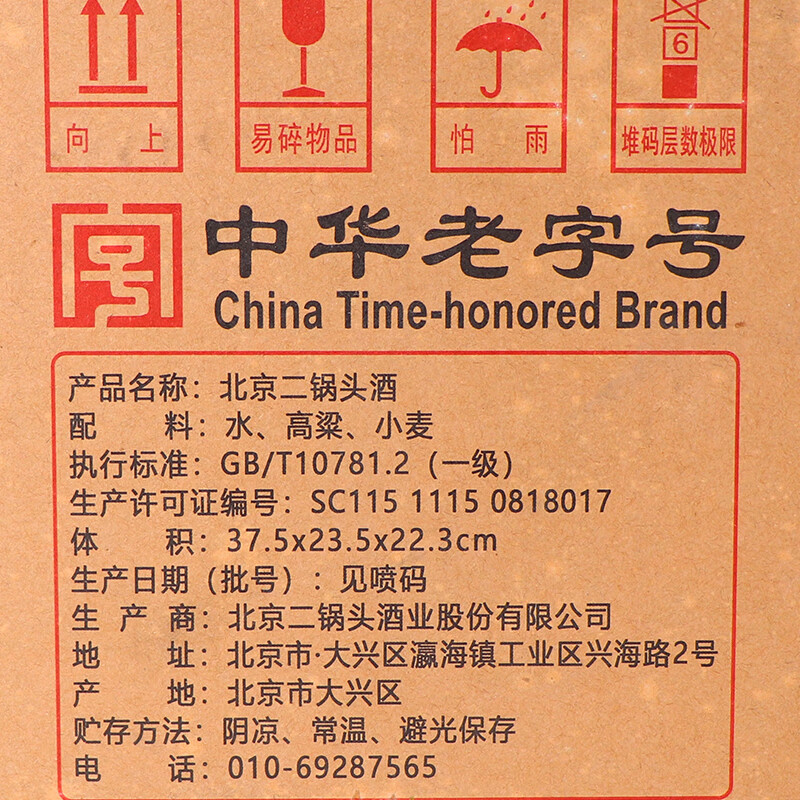 6
向上 易碎物品 怕雨 堆码层数极限
号 中华老字号
China Time-honored Brand
产品名称：北京二锅头酒
配料：水、高粱、小麦
执行标准：GB/T10781.2（一级）
生产许可证编号：SC115 1115 0818017
体积：37.5x23.5x22.3cm
生产日期（批号）：见喷码
生产商：北京二锅头酒业股份有限公司
地址：北京市·大兴区瀛海镇工业区兴海路2号
产地：北京市大兴区
贮存方法：阴凉、常温、避光保存
电话：010-69287565